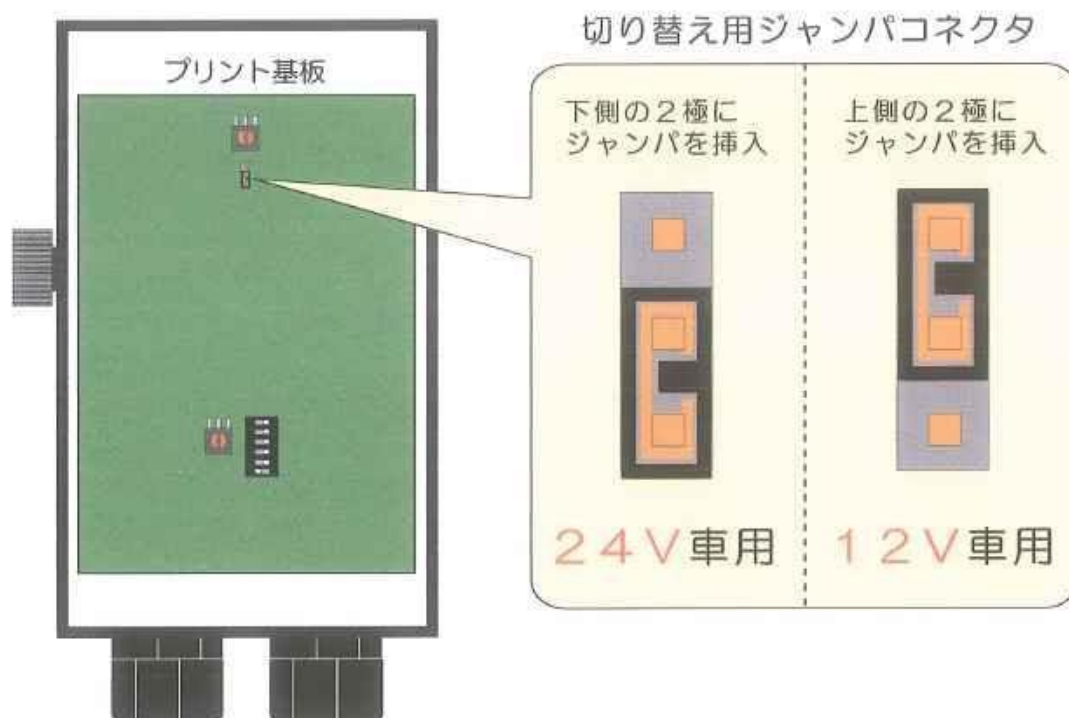 切り替え用ジャンパコネクタ
プリント基板
下側の２極に
ジャンパを挿入
上側の２極に
ジャンパを挿入
２４Ｖ車用
１２Ｖ車用